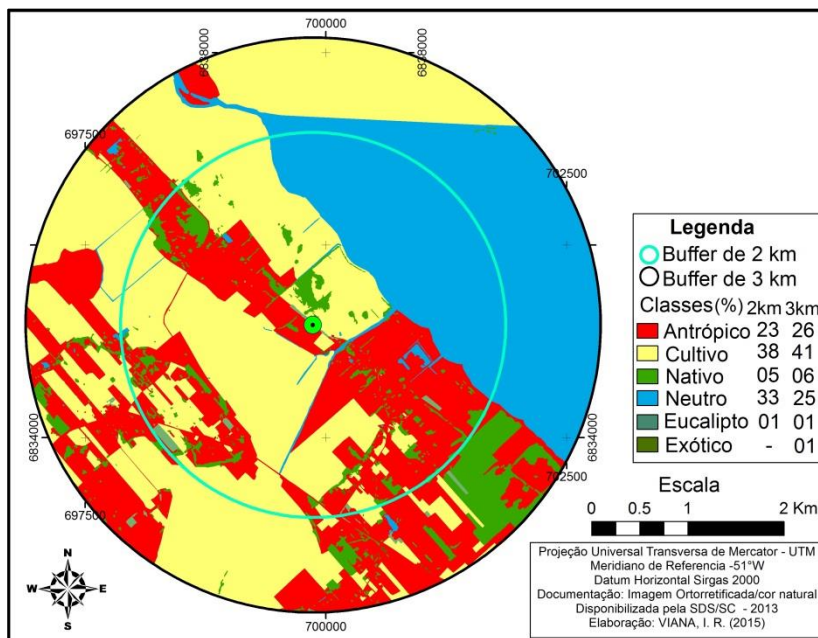 700000
6838000
6838000
697500
702500
Legenda
Buffer de 2 km
Buffer de 3 km
Classes(%) 2km 3km
Antrópico 23 26
Cultivo 38 41
Nativo 05 06
Neutro 33 25
Eucalipto 01 01
Exótico - 01
6834000
6834000
702500
697500
700000
Escala
0 0.5 1 2 Km
N
W E
S
Projeção Universal Transversa de Mercator - UTM
Meridiano de Referencia -51°W
Datum Horizontal Sirgas 2000
Documentação: Imagem Ortorretificada/cor natural
Disponibilizada pela SDS/SC - 2013
Elaboração: VIANA, I. R. (2015)